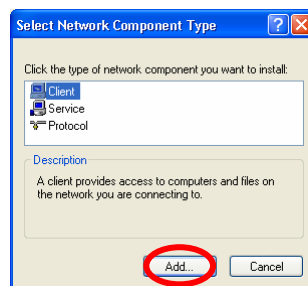 Select Network Component Type
Click the type of network component you want to install:
Client
Service
Protocol
Description
A client provides access to computers and files on
the network you are connecting to.
Add... Cancel